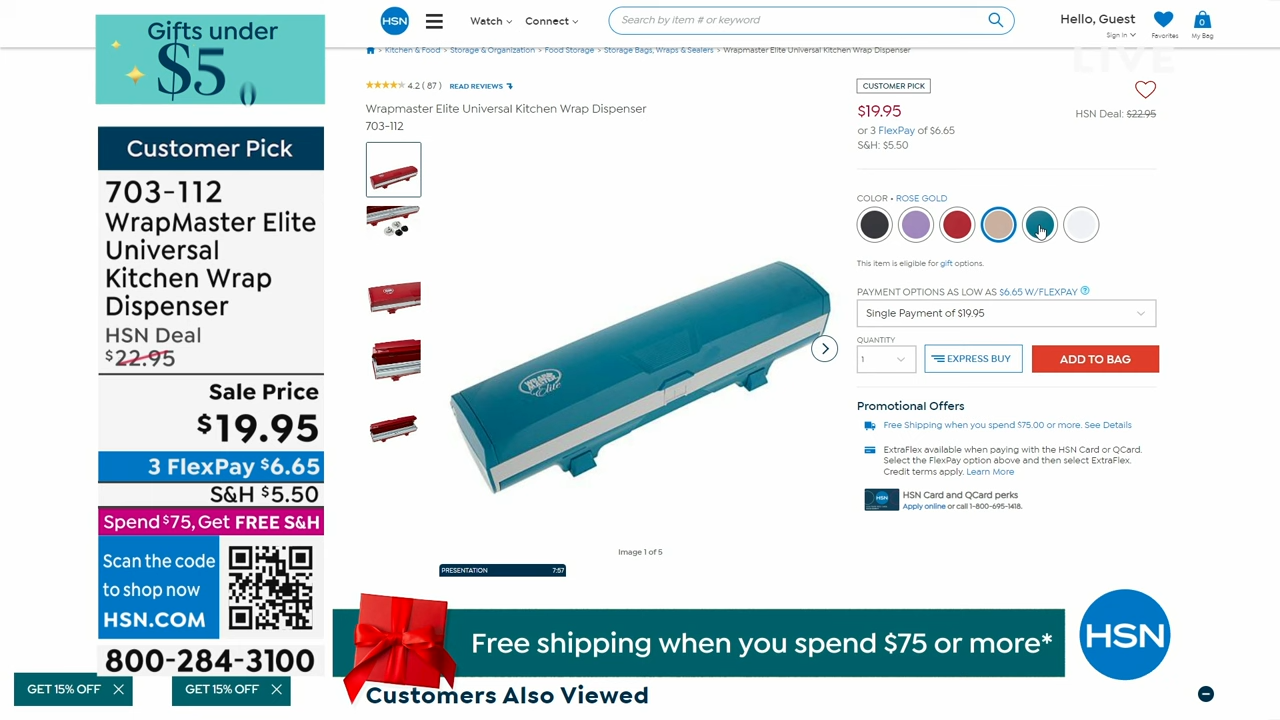 Gifts under
$5
Customer Pick
703-112
WrapMaster Elite
Universal
Kitchen Wrap
Dispenser
HSN Deal
$22.95
Sale Price
$19.95
3 FlexPay $6.65
S&H $5.50
Spend $75, Get FREE S&H
Scan the code
to shop now
HSN.COM
800-284-3100
GET 15% OFF
GET 15% OFF
HSN
Watch
Connect
Search by item # or keyword
Hello, Guest
Sign In
Favorites
0
My Bag
LIVE
Kitchen & Food > Storage & Organization > Food Storage > Storage Bags, Wraps & Sealers > Wrapmaster Elite Universal Kitchen Wrap Dispenser
4.2 ( 87 ) READ REVIEWS
Wrapmaster Elite Universal Kitchen Wrap Dispenser
703-112
WRAP MASTER Elite
Image 1 of 5
PRESENTATION 7:57
CUSTOMER PICK
$19.95
HSN Deal: $22.95
or 3 FlexPay of $6.65
S&H: $5.50
COLOR • ROSE GOLD
This item is eligible for gift options.
PAYMENT OPTIONS AS LOW AS $6.65 W/FLEXPAY
Single Payment of $19.95
QUANTITY
1
EXPRESS BUY
ADD TO BAG
Promotional Offers
Free Shipping when you spend $75.00 or more. See Details
ExtraFlex available when paying with the HSN Card or QCard.
Select the FlexPay option above and then select ExtraFlex.
Credit terms apply. Learn More
HSN
HSN Card and QCard perks
Apply online or call 1-800-695-1418.
Free shipping when you spend $75 or more*
HSN
Customers Also Viewed